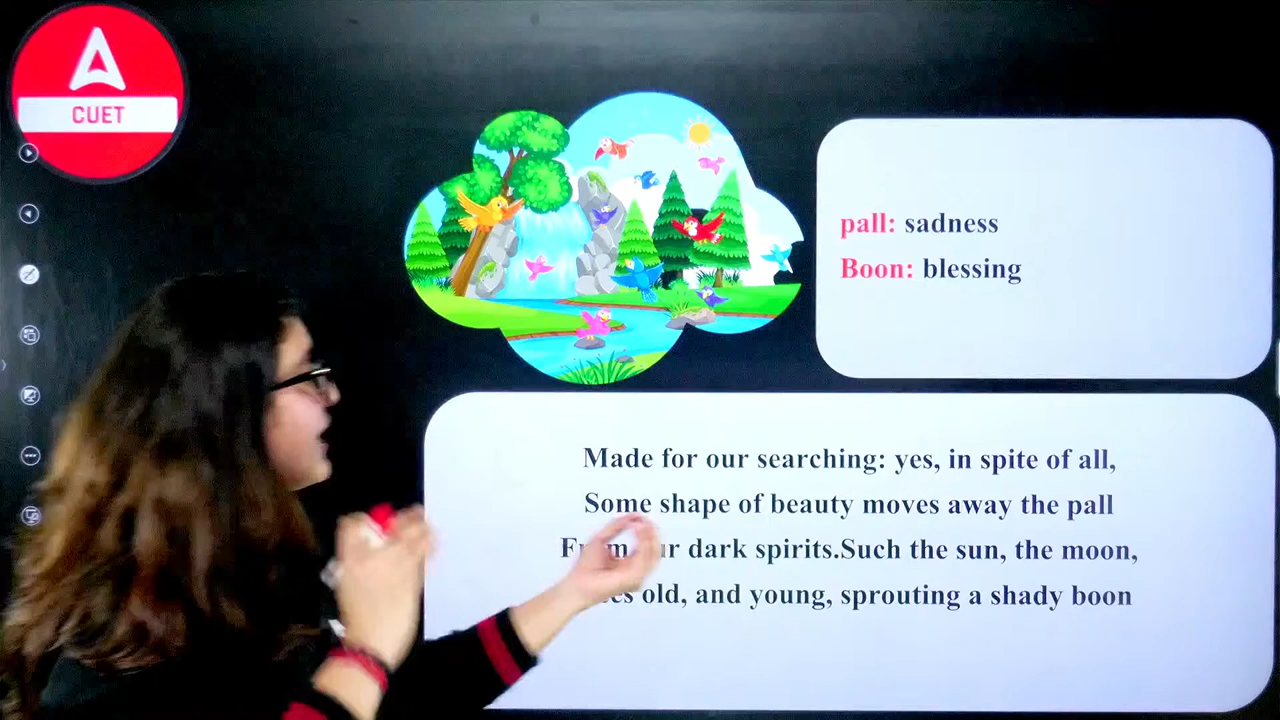 CUET
pall: sadness
Boon: blessing
Made for our searching: yes, in spite of all,
Some shape of beauty moves away the pall
dark spirits.Such the sun, the moon,
old, and young, sprouting a shady boon